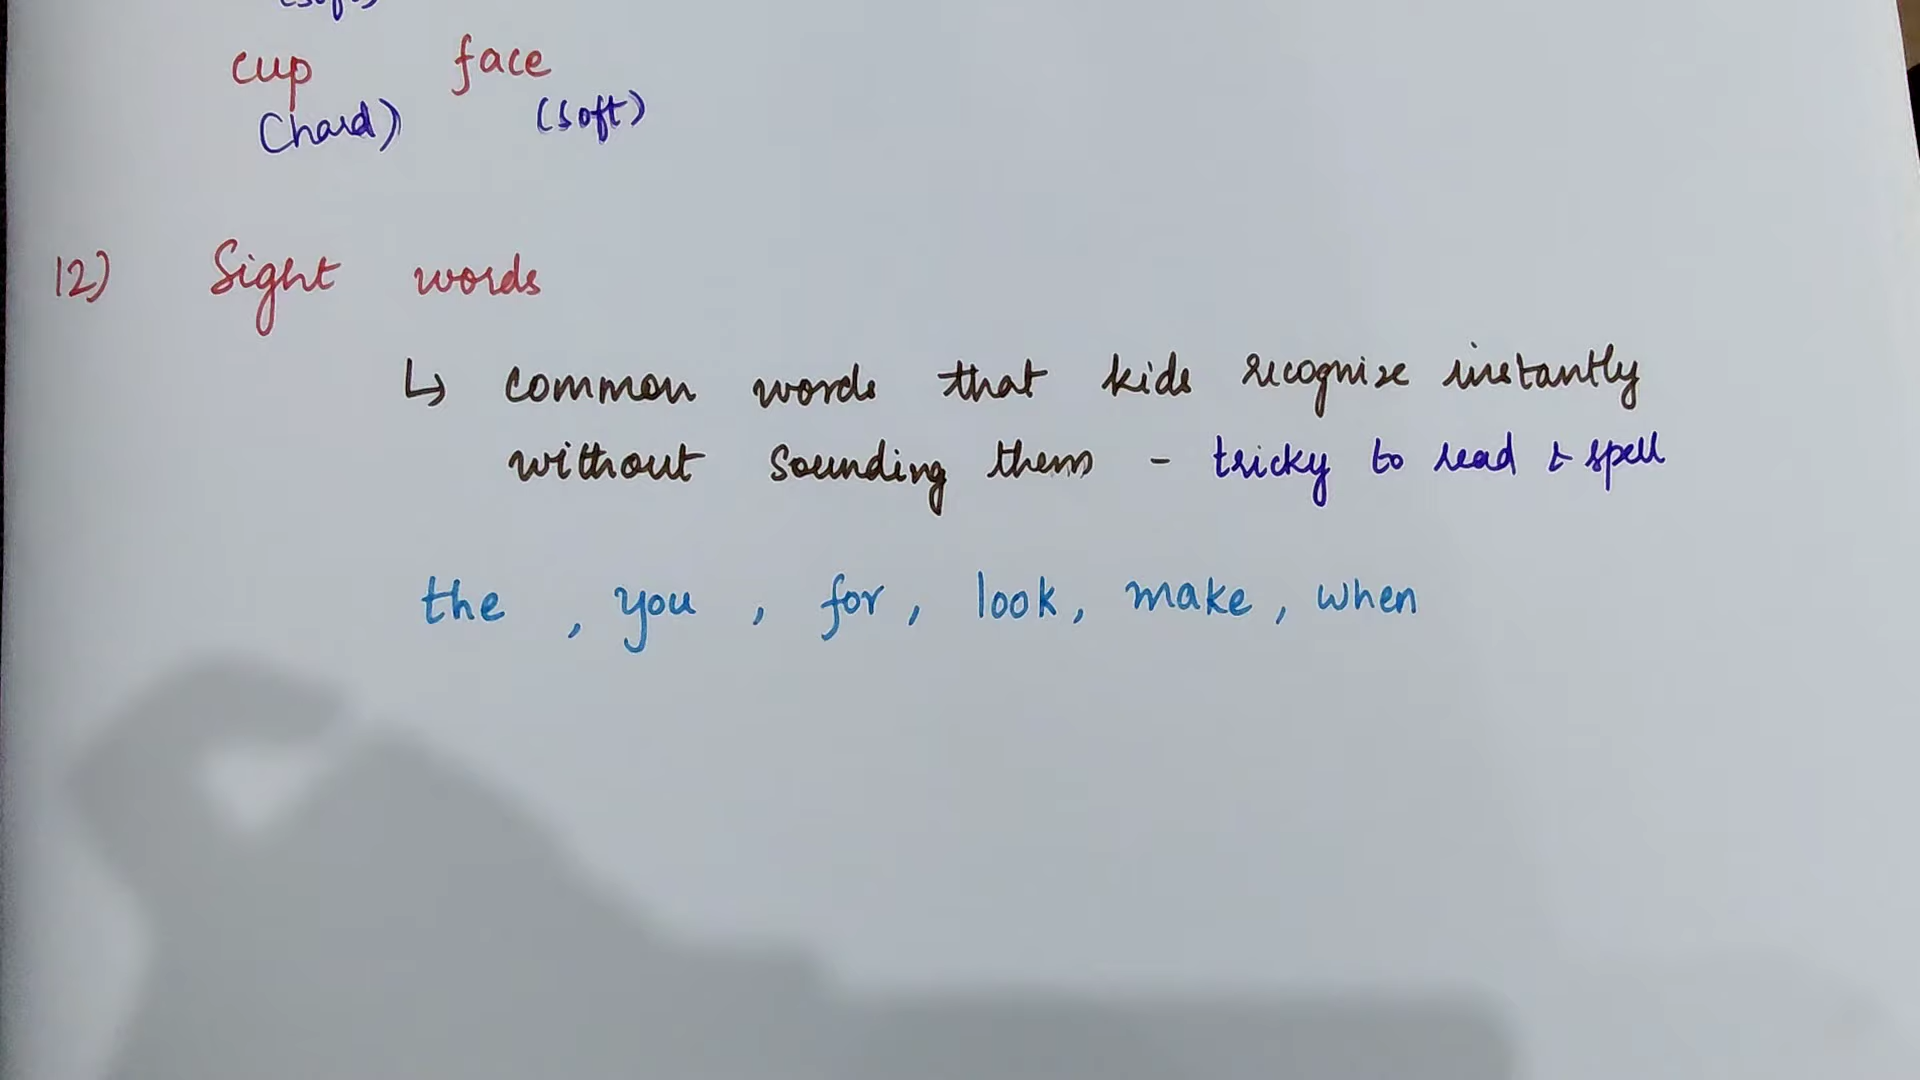 (soft)
cup face
(hard) (soft)
12) Sight words
↳ common words that kids recognize instantly
without sounding them - tricky to read & spell
the , you , for , look , make , when